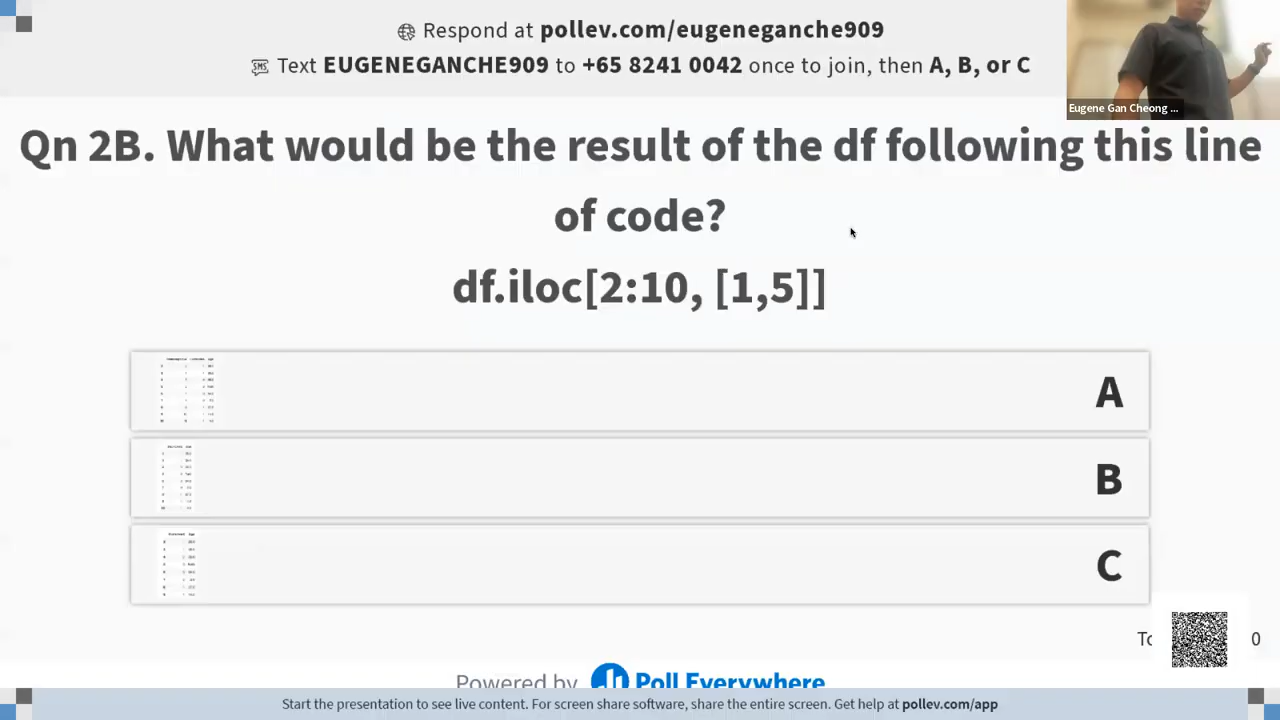 Respond at pollev.com/eugeneganche909
Text EUGENEGANCHE909 to +65 8241 0042 once to join, then A, B, or C
Eugene Gan Cheong ...
Qn 2B. What would be the result of the df following this line
of code?
df.iloc[2:10, [1,5]]
A
B
C
0
Powered by Poll Everywhere
Start the presentation to see live content. For screen share software, share the entire screen. Get help at pollev.com/app